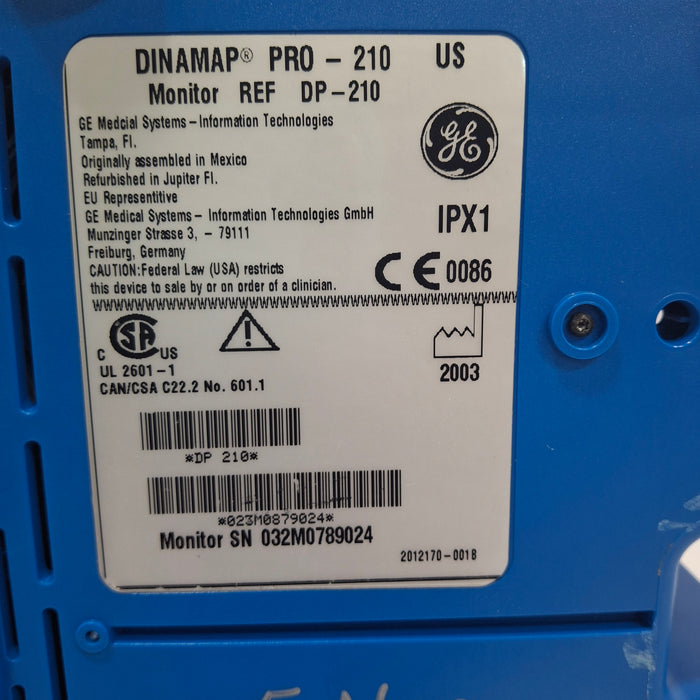 DINAMAP® PRO - 210 US
Monitor REF DP-210
GE Medcial Systems - Information Technologies
Tampa, Fl.
Originally assembled in Mexico
Refurbished in Jupiter Fl.
EU Representitive
GE Medical Systems - Information Technologies GmbH
Munzinger Strasse 3, - 79111
Freiburg, Germany
CAUTION:Federal Law (USA) restricts
this device to sale by or on order of a clinician.
GE
IPX1
CE 0086
C SA US
UL 2601-1
CAN/CSA C22.2 No. 601.1
2003
*DP 210*
*023M0879024*
Monitor SN 032M0789024
2012170-001B